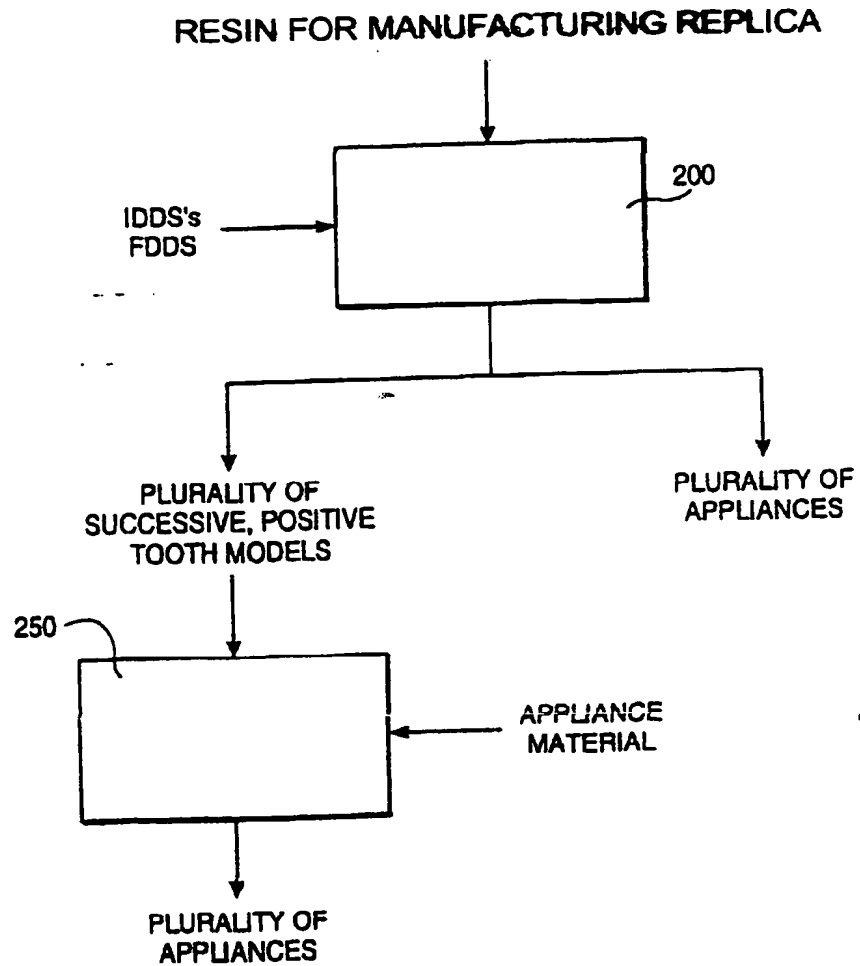 RESIN FOR MANUFACTURING REPLICA
200
IDDS's
FDDS
PLURALITY OF
SUCCESSIVE, POSITIVE
TOOTH MODELS
PLURALITY OF
APPLIANCES
250
APPLIANCE
MATERIAL
PLURALITY OF
APPLIANCES